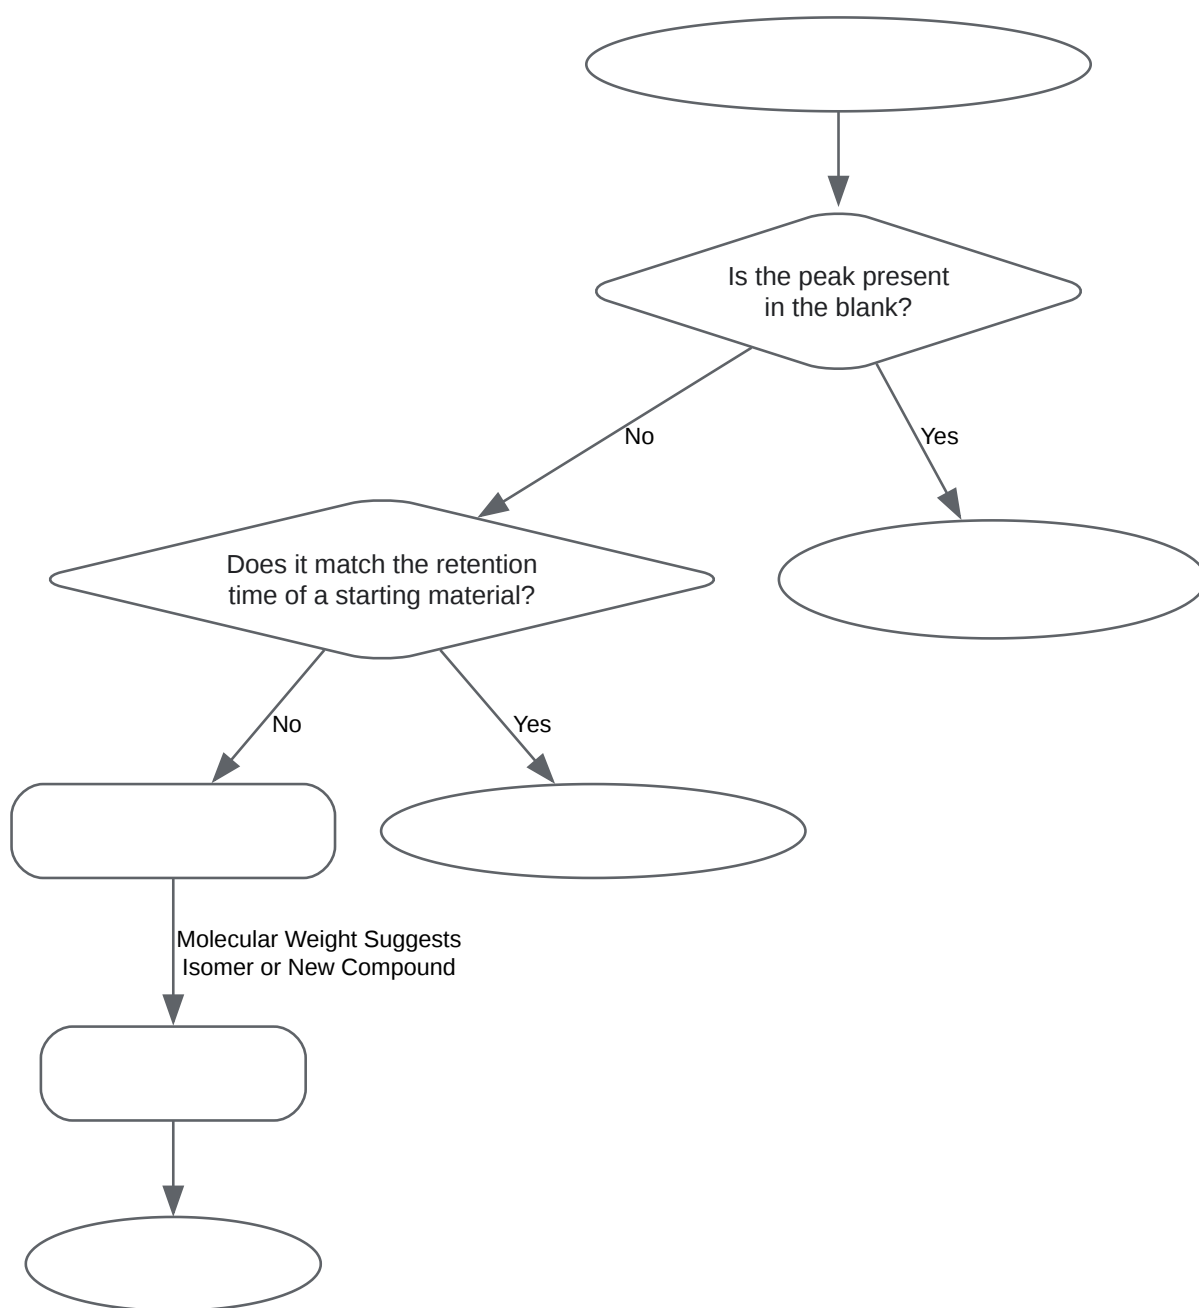 Is the peak present
in the blank?
No
Yes
Does it match the retention
time of a starting material?
No
Yes
Molecular Weight Suggests
Isomer or New Compound